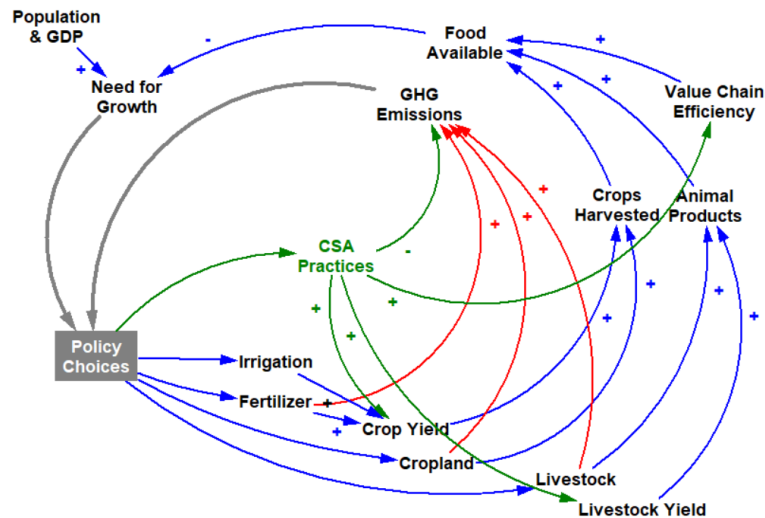 Population
& GDP
-
Food
Available
+
+
+
+
Need for
Growth
GHG
Emissions
Value Chain
Efficiency
Crops
Harvested
Animal
Products
+
+
+
CSA
Practices
-
+
+
+
+
+
+
+
Policy
Choices
Irrigation
Fertilizer
+
+
Crop Yield
Cropland
Livestock
Livestock Yield